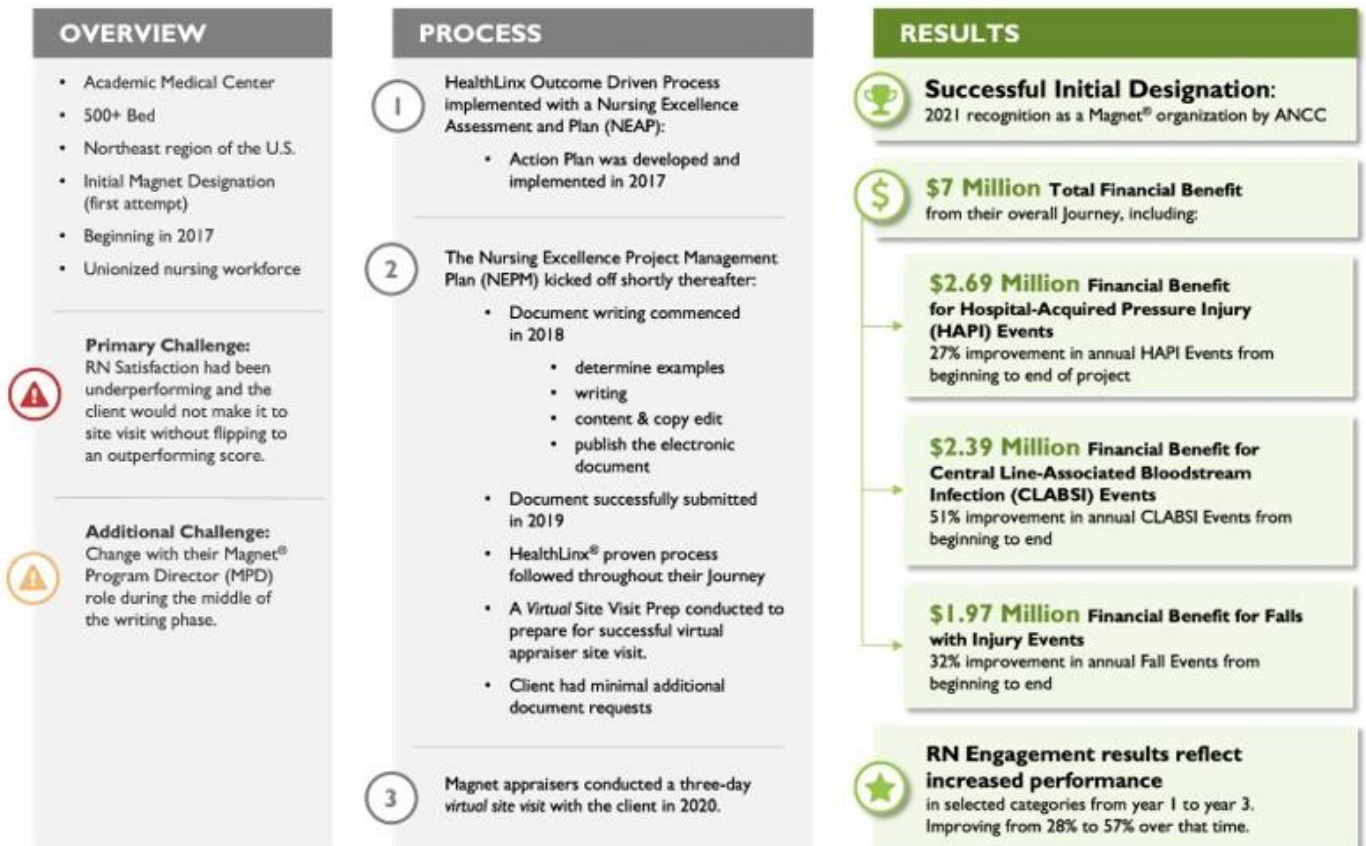 OVERVIEW
• Academic Medical Center
• 500+ Bed
• Northeast region of the U.S.
• Initial Magnet Designation
(first attempt)
• Beginning in 2017
• Unionized nursing workforce
Primary Challenge:
RN Satisfaction had been
underperforming and the
client would not make it to
site visit without flipping to
an outperforming score.
Additional Challenge:
Change with their Magnet®
Program Director (MPD)
role during the middle of
the writing phase.
PROCESS
1
HealthLinx Outcome Driven Process
implemented with a Nursing Excellence
Assessment and Plan (NEAP):
• Action Plan was developed and
implemented in 2017
2
The Nursing Excellence Project Management
Plan (NEPM) kicked off shortly thereafter:
• Document writing commenced
in 2018
• determine examples
• writing
• content & copy edit
• publish the electronic
document
• Document successfully submitted
in 2019
• HealthLinx® proven process
followed throughout their Journey
• A Virtual Site Visit Prep conducted to
prepare for successful virtual
appraiser site visit.
• Client had minimal additional
document requests
3
Magnet appraisers conducted a three-day
virtual site visit with the client in 2020.
RESULTS
Successful Initial Designation:
2021 recognition as a Magnet® organization by ANCC
$
$7 Million Total Financial Benefit
from their overall Journey, including:
$2.69 Million Financial Benefit
for Hospital-Acquired Pressure Injury
(HAPI) Events
27% improvement in annual HAPI Events from
beginning to end of project
$2.39 Million Financial Benefit for
Central Line-Associated Bloodstream
Infection (CLABSI) Events
51% improvement in annual CLABSI Events from
beginning to end
$1.97 Million Financial Benefit for Falls
with Injury Events
32% improvement in annual Fall Events from
beginning to end
RN Engagement results reflect
increased performance
in selected categories from year 1 to year 3.
Improving from 28% to 57% over that time.